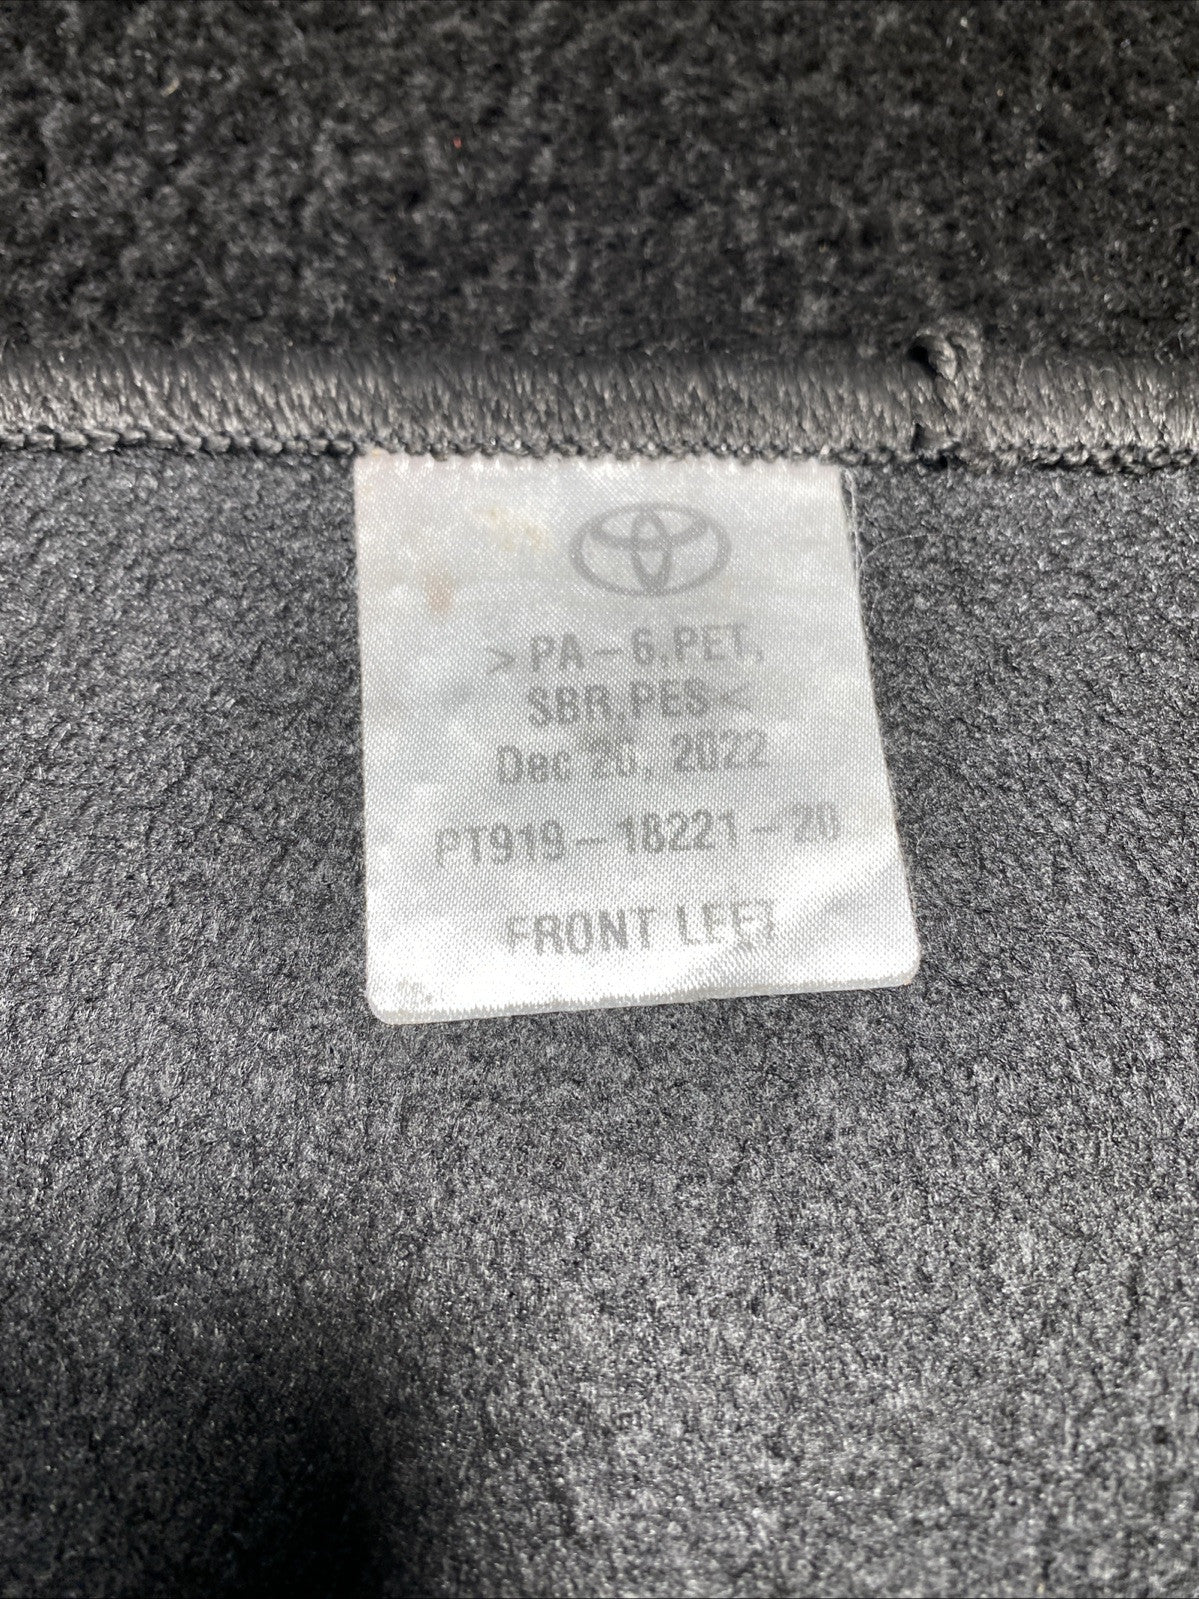 >PA-6,PET,
SBR,PES<
Dec 20, 2022
PT919-18221-20
FRONT LEFT